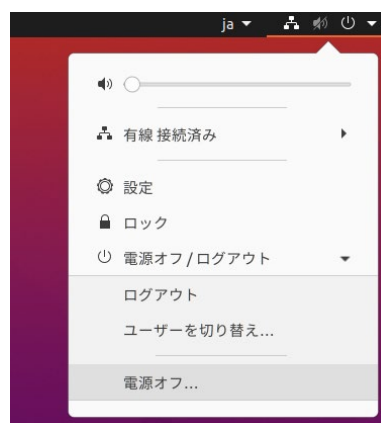 ja
有線 接続済み
設定
ロック
電源オフ / ログアウト
ログアウト
ユーザーを切り替え...
電源オフ...